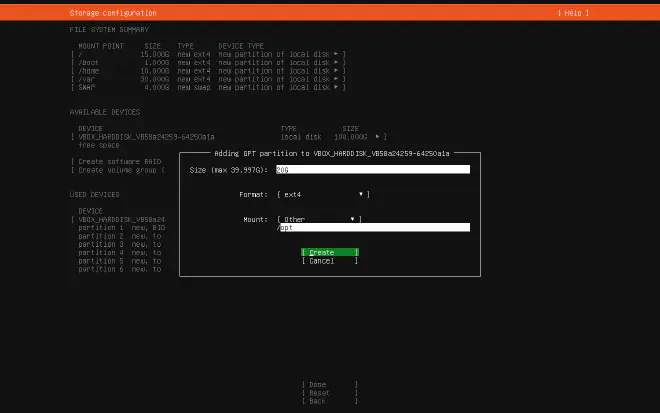 Storage configuration [ Help ]
FILE SYSTEM SUMMARY
MOUNT POINT SIZE TYPE DEVICE TYPE
[ / 15.000G new ext4 new partition of local disk ▸ ]
[ /boot 1.000G new ext4 new partition of local disk ▸ ]
[ /home 10.000G new ext4 new partition of local disk ▸ ]
[ /var 30.000G new ext4 new partition of local disk ▸ ]
[ SWAP 4.000G new swap new partition of local disk ▸ ]
AVAILABLE DEVICES
DEVICE TYPE SIZE
[ VBOX_HARDDISK_VB58a24259-64250a1a local disk 100.000G ▸ ]
free space
[ Create software RAID
[ Create volume group (
Adding GPT partition to VBOX_HARDDISK_VB58a24259-64250a1a
Size (max 39.997G): 20G
Format: [ ext4 ▾ ]
Mount: [ Other ▾ ]
/opt
[ Create ]
[ Cancel ]
USED DEVICES
DEVICE
[ VBOX_HARDDISK_VB58a24
partition 1 new, BIO
partition 2 new, to
partition 3 new, to
partition 4 new, to
partition 5 new, to
partition 6 new, to
[ Done ]
[ Reset ]
[ Back ]